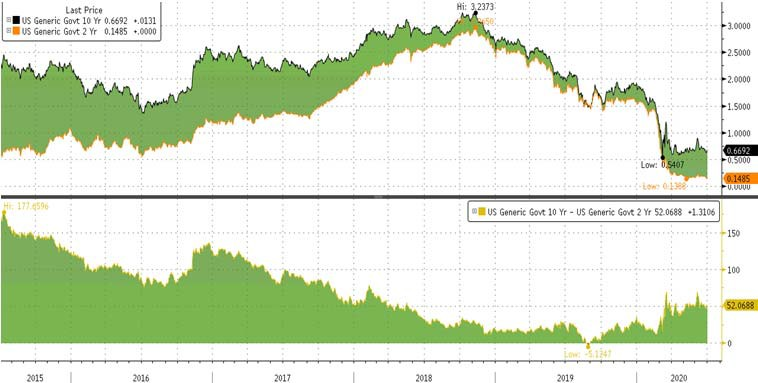 Last Price
US Generic Govt 10 Yr 0.6692 +.0131
US Generic Govt 2 Yr 0.1485 +.0000
Hi: 3.2373
3.0000
2.5000
2.0000
1.5000
1.0000
0.6692
0.5000
0.1485
0.0000
Low: 0.5407
Low: 0.1388
Hi: 177.6596
US Generic Govt 10 Yr - US Generic Govt 2 Yr 52.0688 +1.3106
150
100
52.0688
0
Low: -5.1347
2015 2016 2017 2018 2019 2020